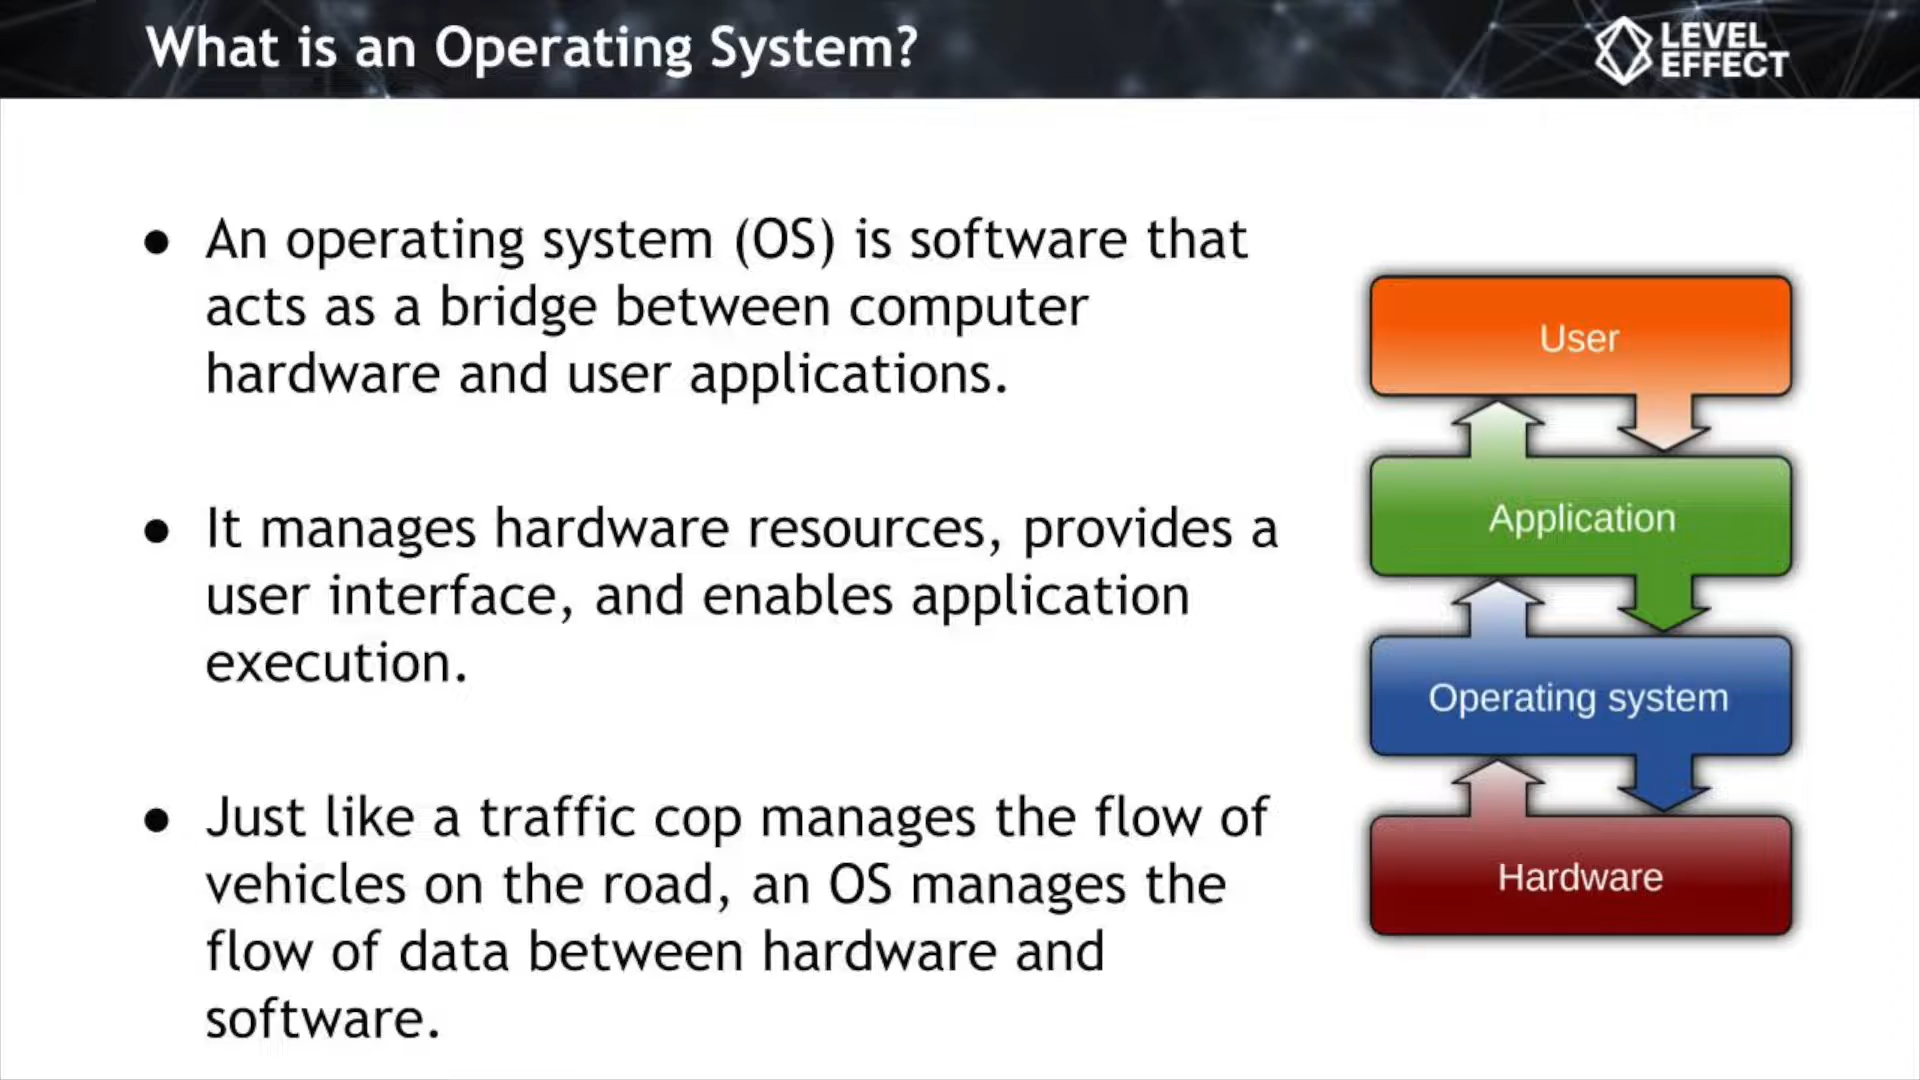 What is an Operating System?
LEVEL
EFFECT
● An operating system (OS) is software that
acts as a bridge between computer
hardware and user applications.
● It manages hardware resources, provides a
user interface, and enables application
execution.
● Just like a traffic cop manages the flow of
vehicles on the road, an OS manages the
flow of data between hardware and
software.
User
Application
Operating system
Hardware